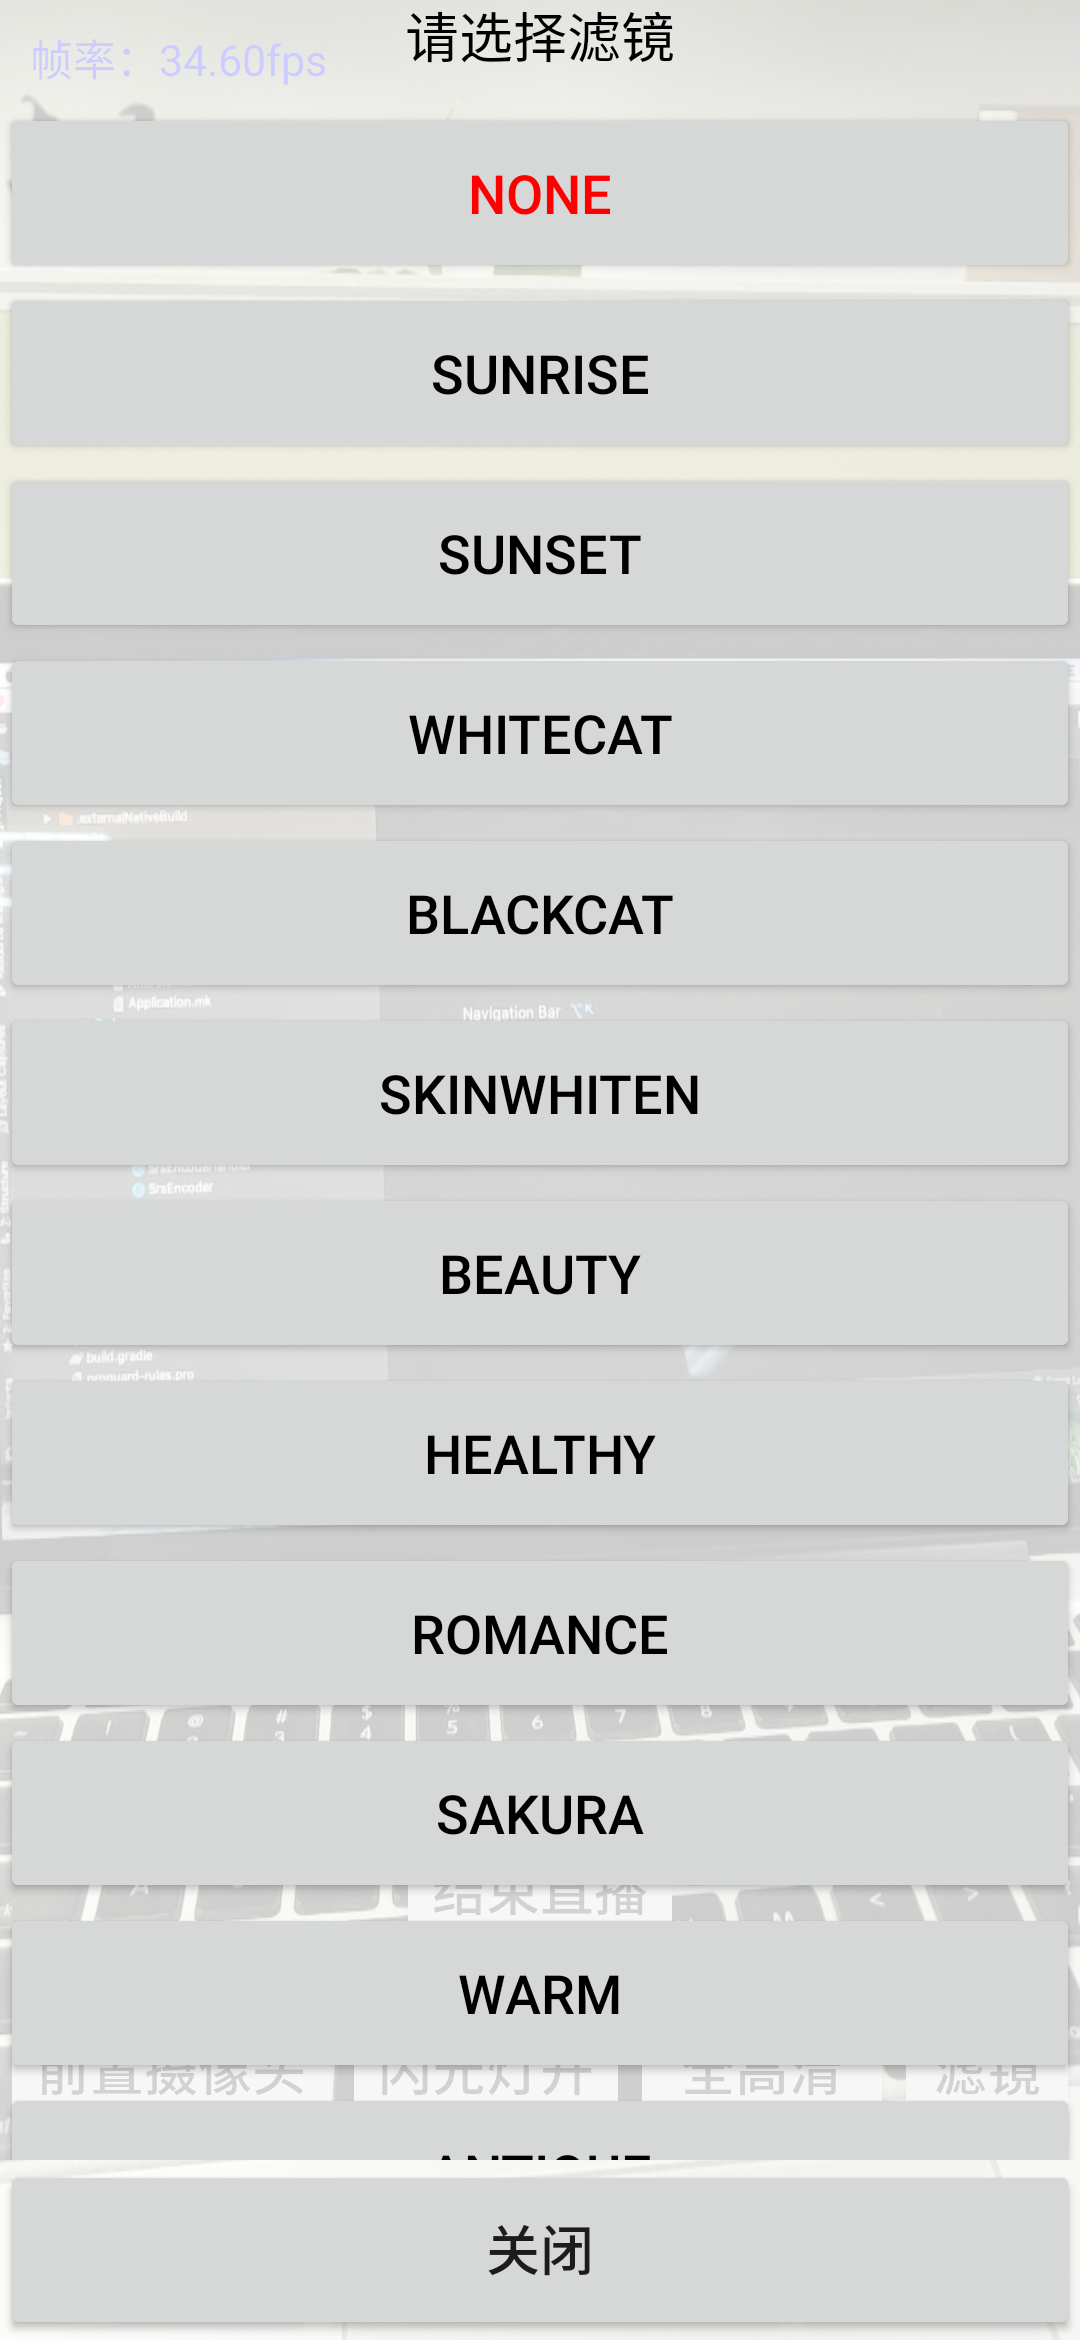 请选择滤镜
帧率：34.60fps
NONE
SUNRISE
SUNSET
WHITECAT
.externalNativeBuild
BLACKCAT
Application.mk
Navigation Bar
SKINWHITEN
SrsEncoderHandler
SrsEncoder
BEAUTY
build.gradle
proguard-rules.pro
HEALTHY
ROMANCE
SAKURA
结束直播
WARM
前置摄像头 闪光灯开 全高清 滤镜
ANTIQUE
关闭